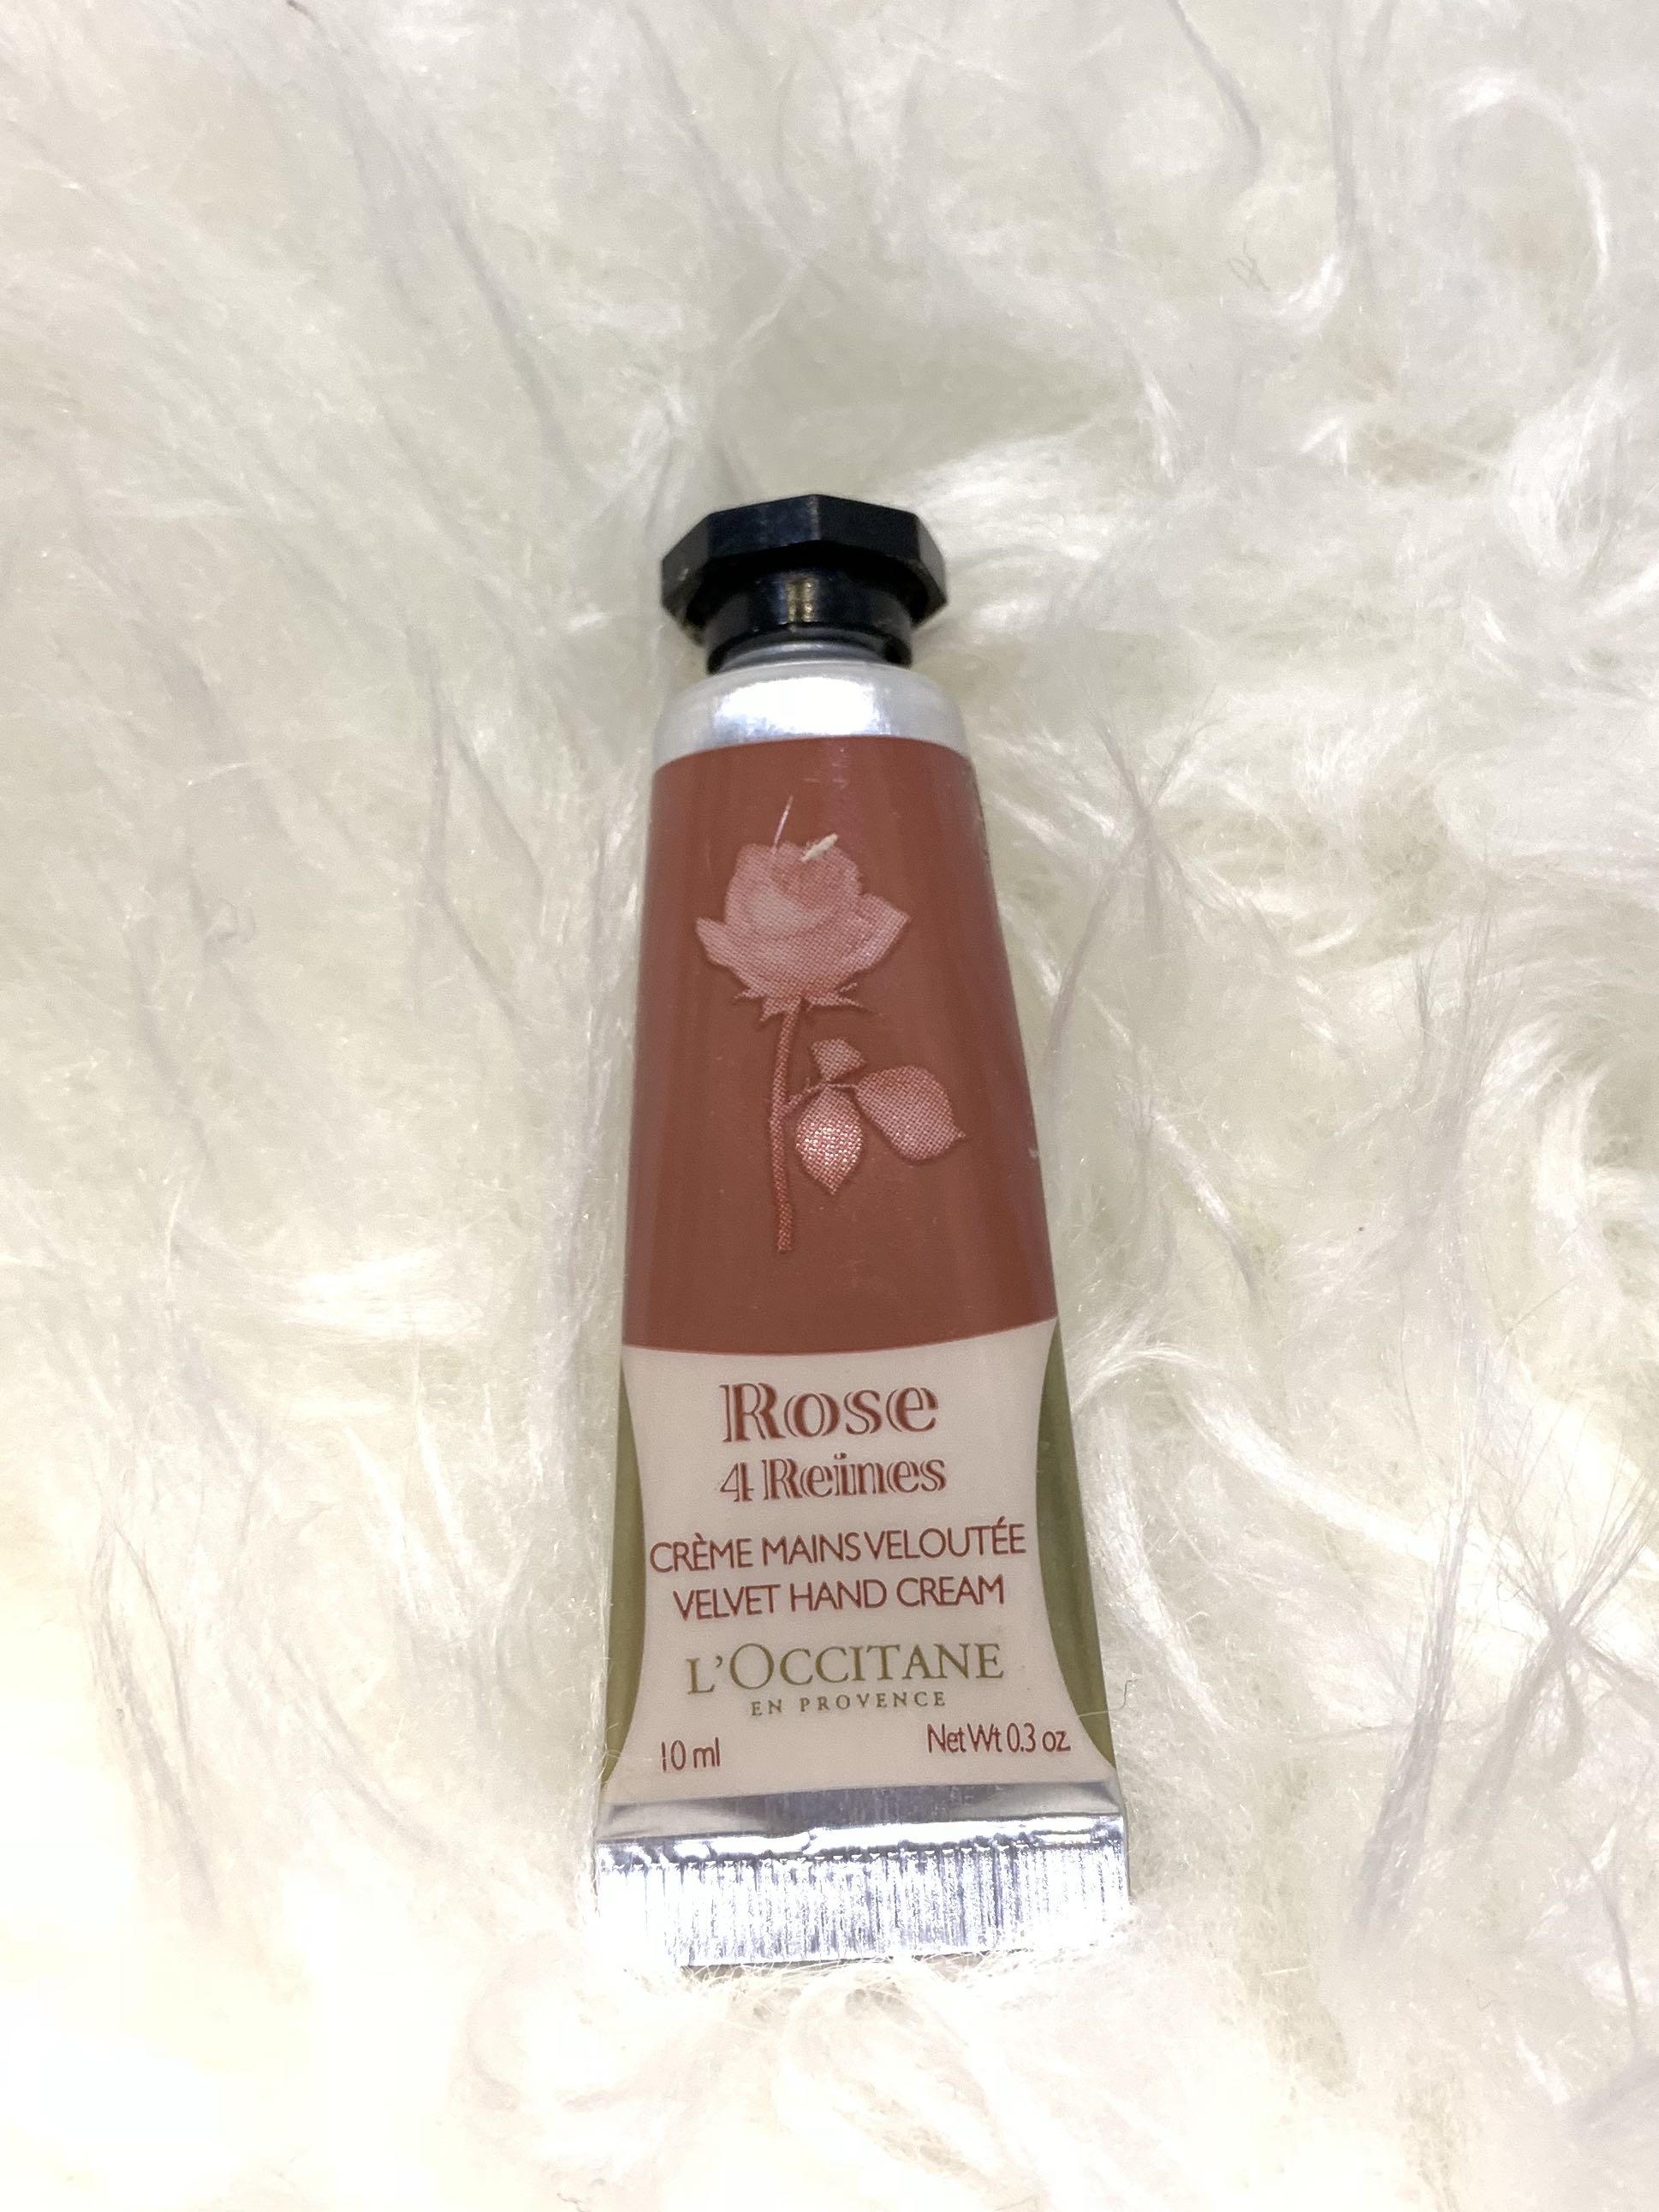 Rose
4 Reines
CRÈME MAINS VELOUTÉE
VELVET HAND CREAM
L'OCCITANE
EN PROVENCE
10 ml
Net Wt 0.3 oz.